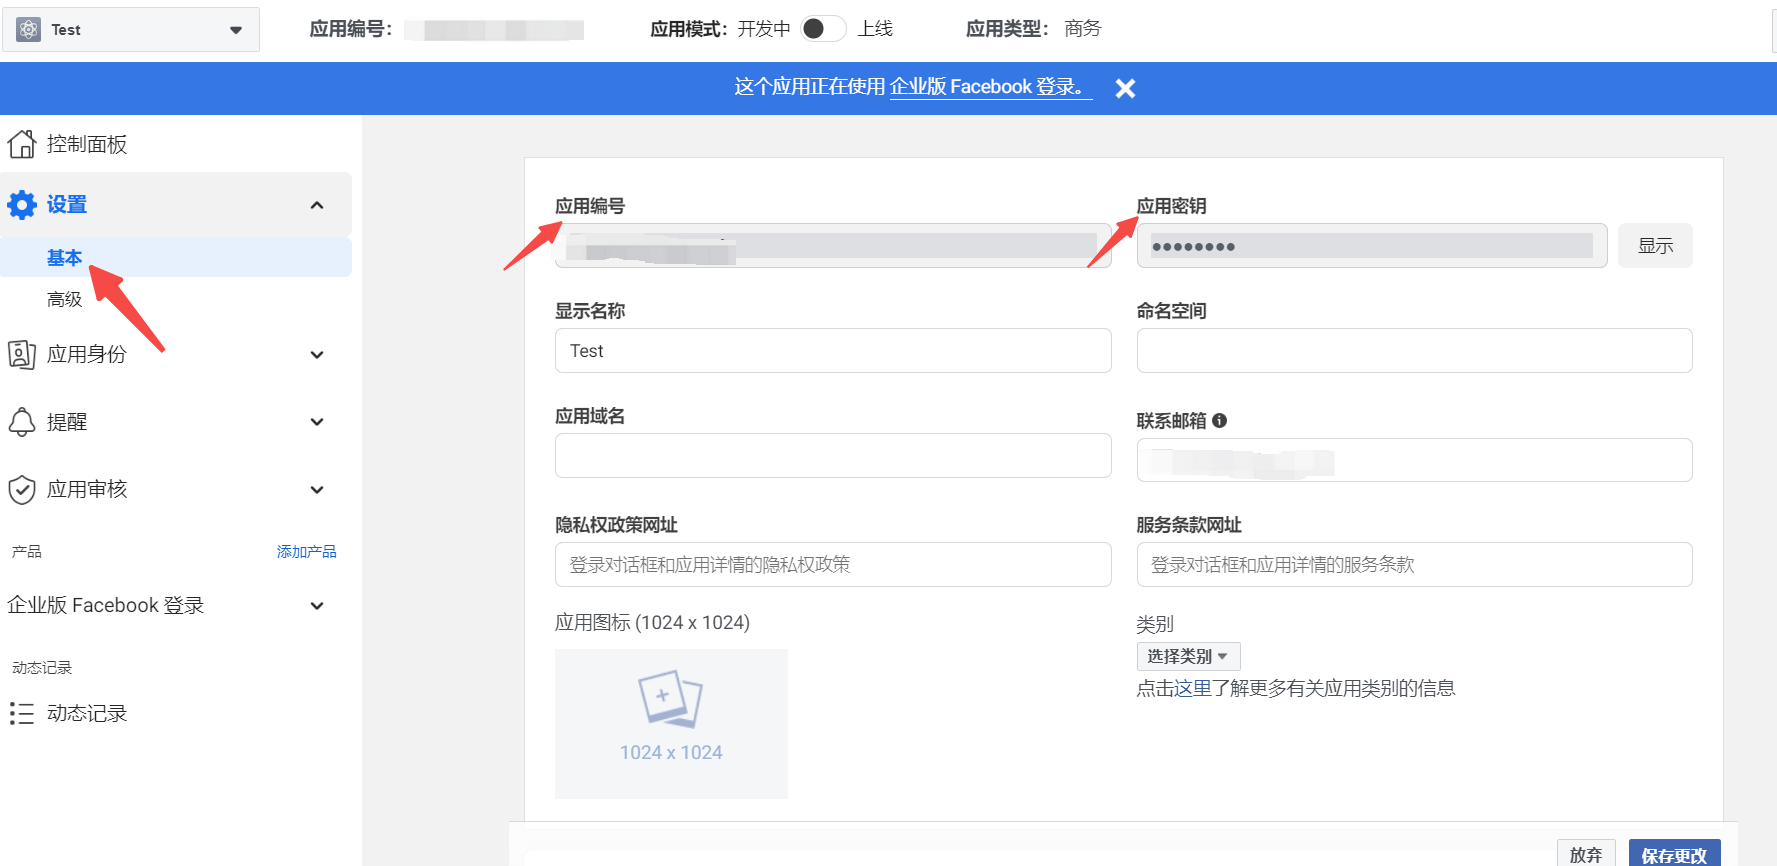 Test
应用编号：
应用模式：开发中 上线
应用类型： 商务
这个应用正在使用 企业版 Facebook 登录。
控制面板
设置
基本
高级
应用身份
提醒
应用审核
产品 添加产品
企业版 Facebook 登录
动态记录
动态记录
应用编号
应用密钥
●●●●●●●● 显示
显示名称
Test
命名空间
应用域名
联系邮箱
隐私权政策网址
登录对话框和应用详情的隐私权政策
服务条款网址
登录对话框和应用详情的服务条款
应用图标 (1024 x 1024)
1024 x 1024
类别
选择类别
点击这里了解更多有关应用类别的信息
放弃 保存更改